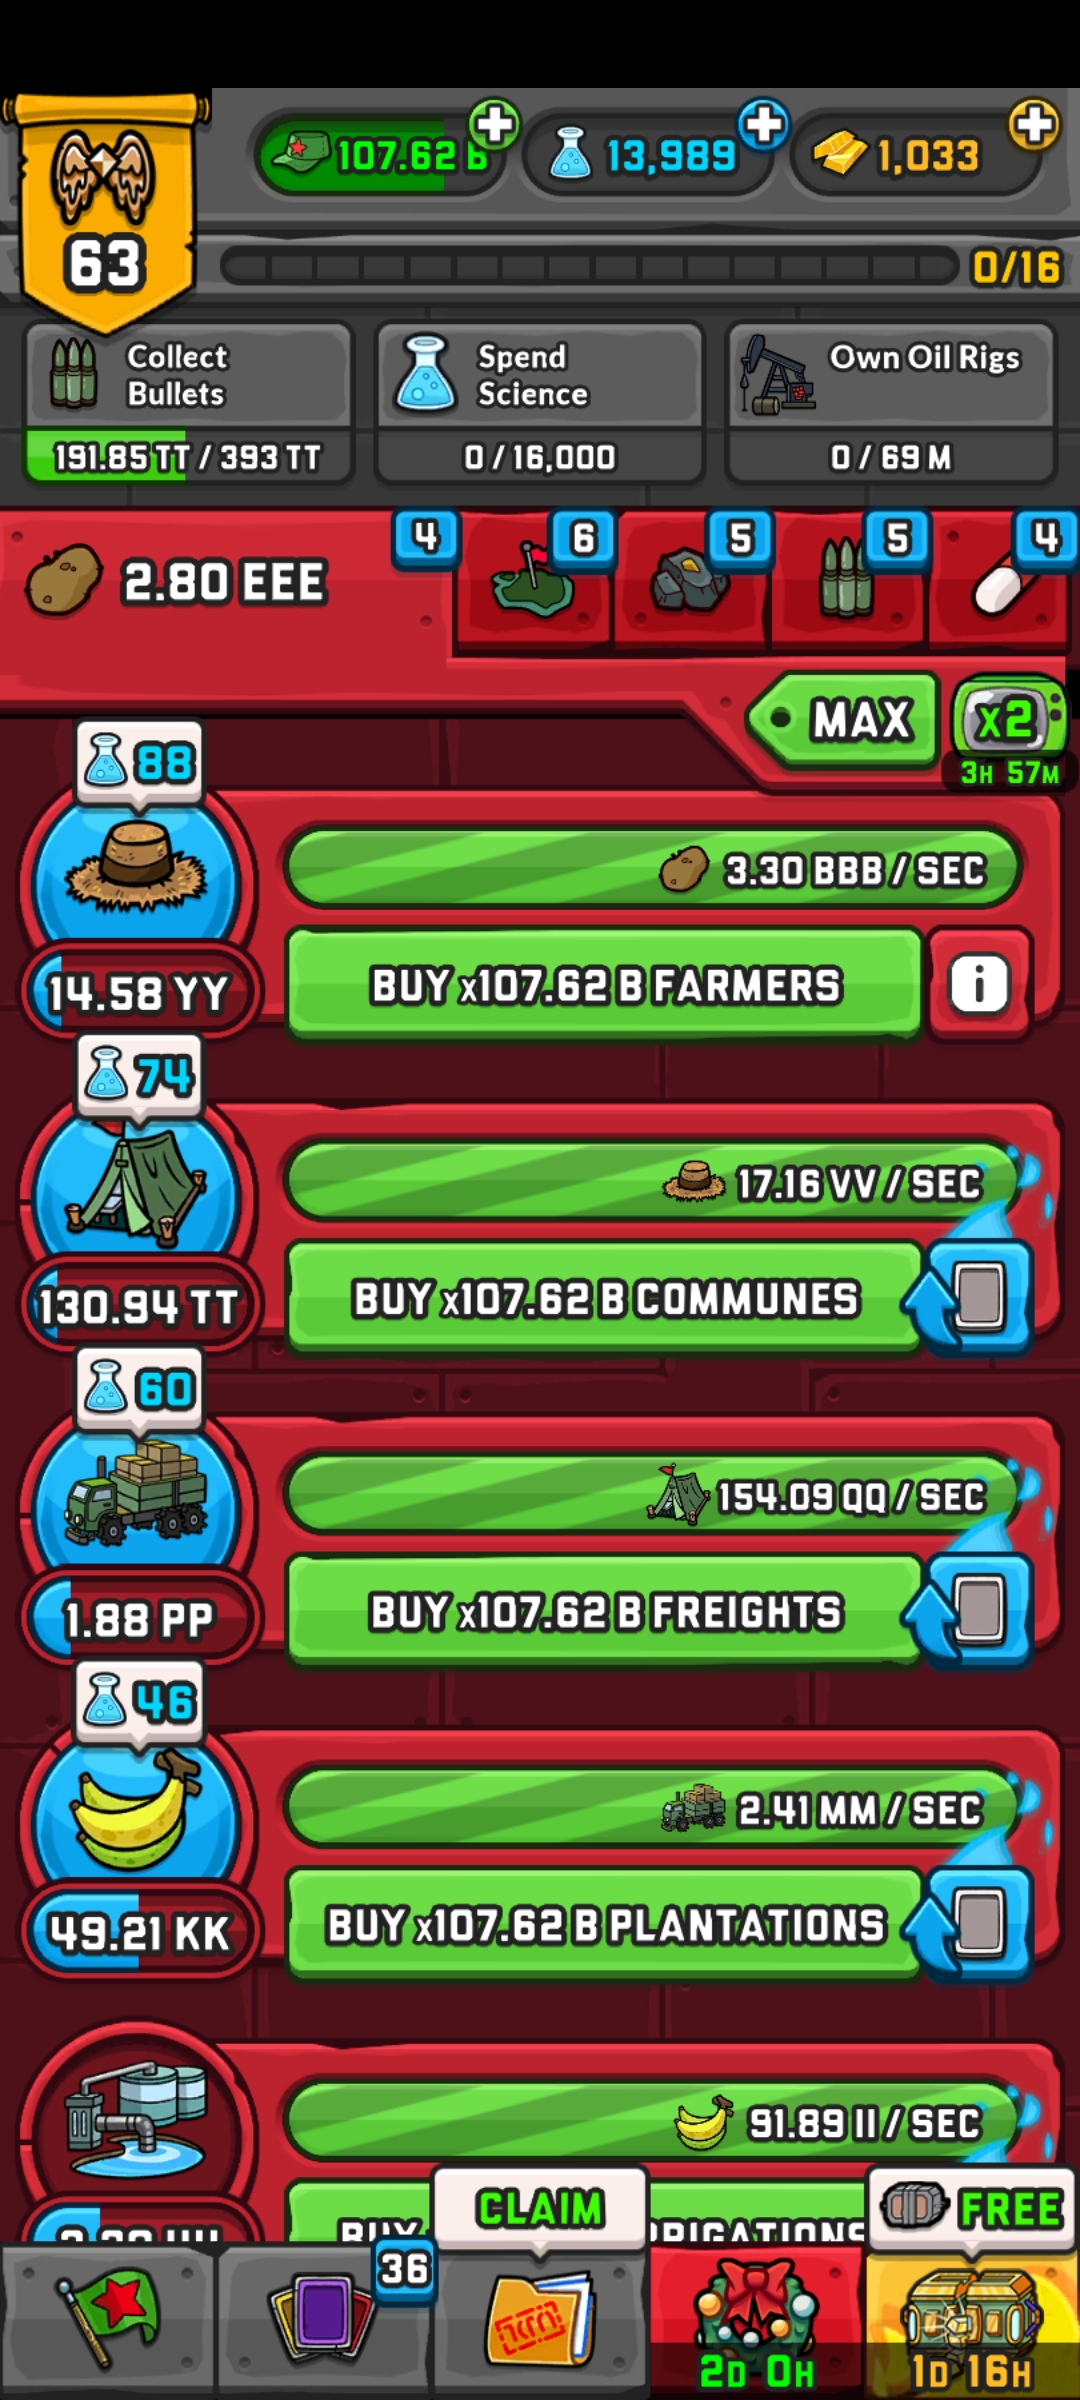 63
107.62 B
13,989
1,033
0/16
Collect
Bullets
191.85 TT / 393 TT
Spend
Science
0 / 16,000
Own Oil Rigs
0 / 69 M
2.80 EEE
4
6
5
5
4
MAX
x2
3H 57M
88
3.30 BBB / SEC
14.58 YY
BUY x107.62 B FARMERS
i
74
17.16 VV / SEC
130.94 TT
BUY x107.62 B COMMUNES
60
154.09 QQ / SEC
1.88 PP
BUY x107.62 B FREIGHTS
46
2.41 MM / SEC
49.21 KK
BUY x107.62 B PLANTATIONS
91.89 II / SEC
BUY
CLAIM
FREE
36
2D 0H
1D 16H